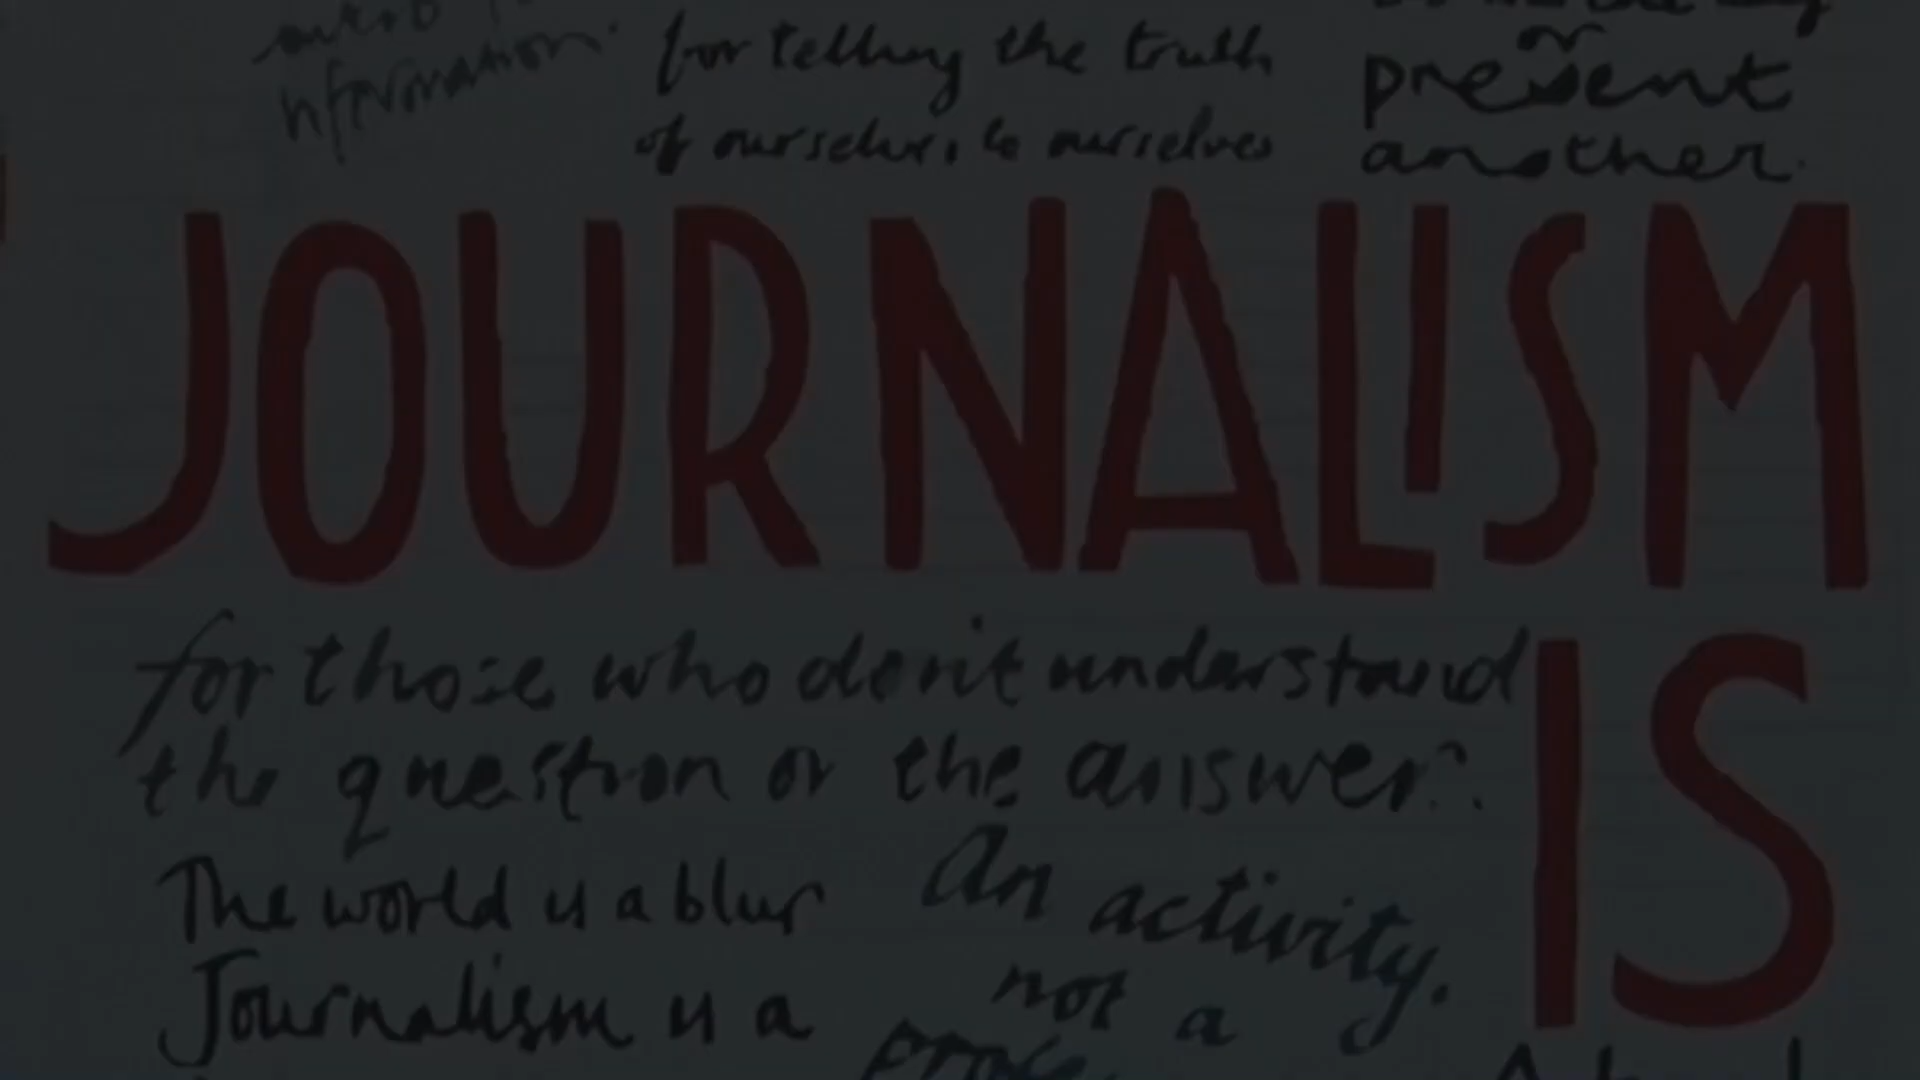 information.
for telling the truth
of ourselves to ourselves
or
present
another.
JOURNALISM
IS
for those who don't understand
the question or the answer.
The world is a blur
Journalism is a
An activity.
not a